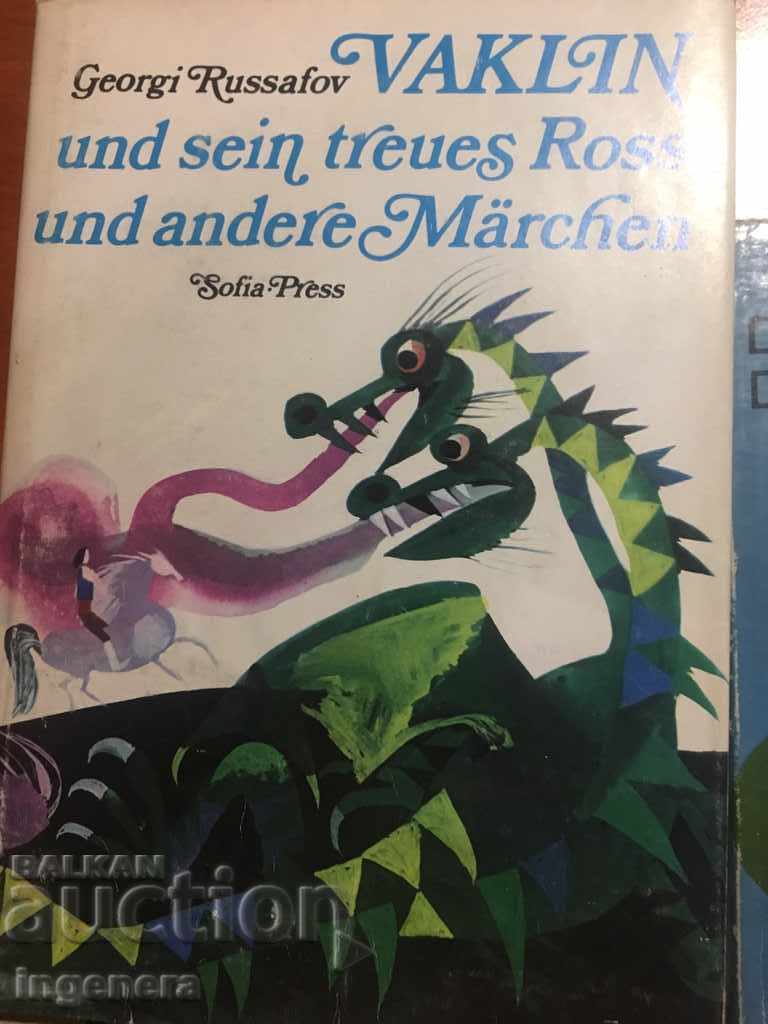 Georgi Russafov VAKLIN
und sein treues Ross
und andere Märchen
Sofia-Press
BALKAN
auction
ingenera